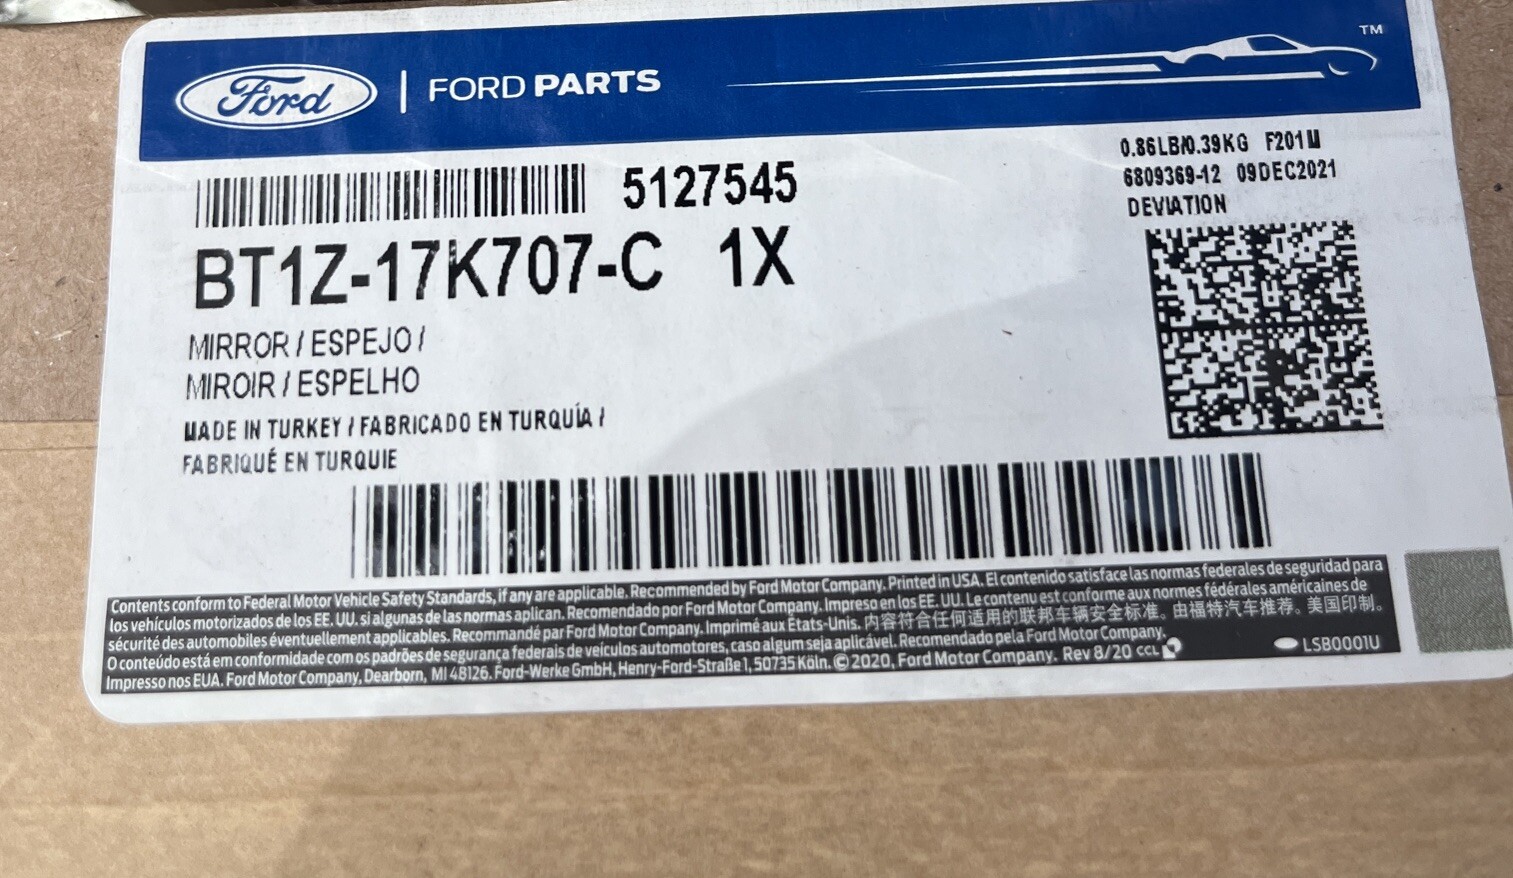 Ford | FORD PARTS
TM
0.86LB/0.39KG F201M
5127545
6809369-12 09DEC2021
DEVIATION
BT1Z-17K707-C 1X
MIRROR / ESPEJO /
MIROIR / ESPELHO
MADE IN TURKEY / FABRICADO EN TURQUÍA /
FABRIQUÉ EN TURQUIE
Contents conform to Federal Motor Vehicle Safety Standards, if any are applicable. Recommended by Ford Motor Company. Printed in USA. El contenido satisface las normas federales de seguridad para
los vehículos motorizados de los EE. UU. si algunas de las normas aplican. Recomendado por Ford Motor Company. Impreso en los EE. UU. Le contenu est conforme aux normes fédérales américaines de
sécurité des automobiles éventuellement applicables. Recommandé par Ford Motor Company. Imprimé aux États-Unis. 内容符合任何适用的联邦车辆安全标准。由福特汽车推荐。美国印制。
O conteúdo está em conformidade com os padrões de segurança federais de veículos automotores, caso algum seja aplicável. Recomendado pela Ford Motor Company.
Impresso nos EUA. Ford Motor Company, Dearborn, MI 48126. Ford-Werke GmbH, Henry-Ford-Straße 1, 50735 Köln. © 2020, Ford Motor Company. Rev 8/20 CCL
LSB0001U